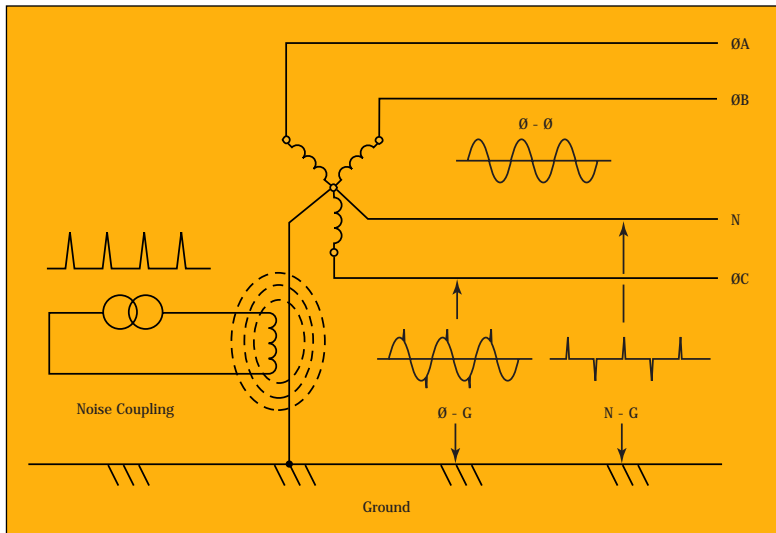 ØA
ØB
Ø - Ø
N
ØC
Noise Coupling
Ø - G
N - G
Ground